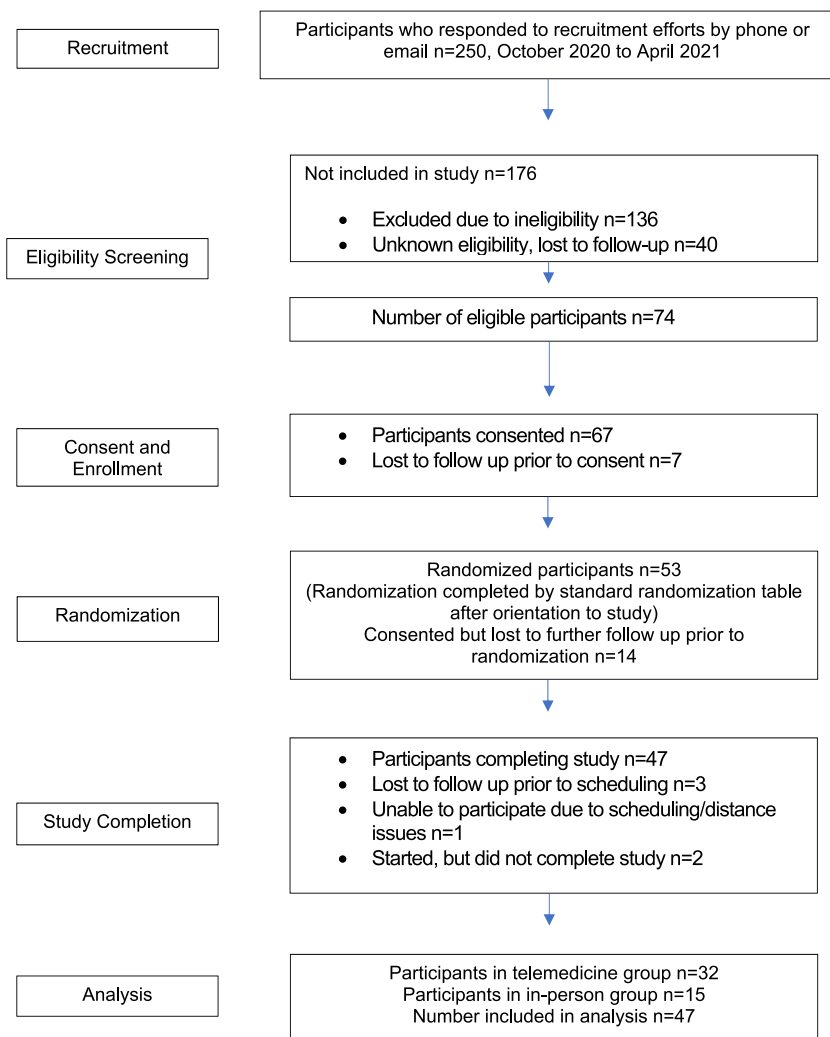 Recruitment
Participants who responded to recruitment efforts by phone or
email n=250, October 2020 to April 2021
Eligibility Screening
Not included in study n=176
• Excluded due to ineligibility n=136
• Unknown eligibility, lost to follow-up n=40
Number of eligible participants n=74
Consent and
Enrollment
• Participants consented n=67
• Lost to follow up prior to consent n=7
Randomization
Randomized participants n=53
(Randomization completed by standard randomization table
after orientation to study)
Consented but lost to further follow up prior to
randomization n=14
Study Completion
• Participants completing study n=47
• Lost to follow up prior to scheduling n=3
• Unable to participate due to scheduling/distance
issues n=1
• Started, but did not complete study n=2
Analysis
Participants in telemedicine group n=32
Participants in in-person group n=15
Number included in analysis n=47